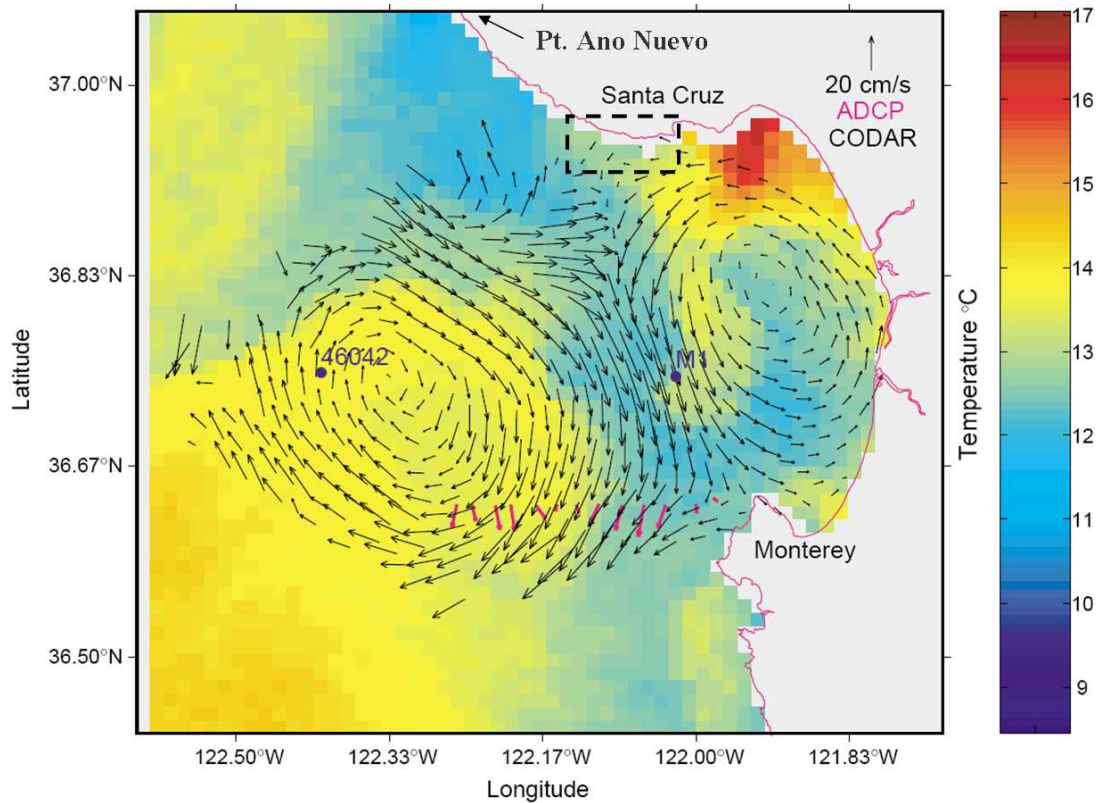 Pt. Ano Nuevo
20 cm/s
ADCP
CODAR
Santa Cruz
46042
M1
Monterey
37.00°N
36.83°N
36.67°N
36.50°N
Latitude
122.50°W
122.33°W
122.17°W
122.00°W
121.83°W
Longitude
Temperature °C
17
16
15
14
13
12
11
10
9